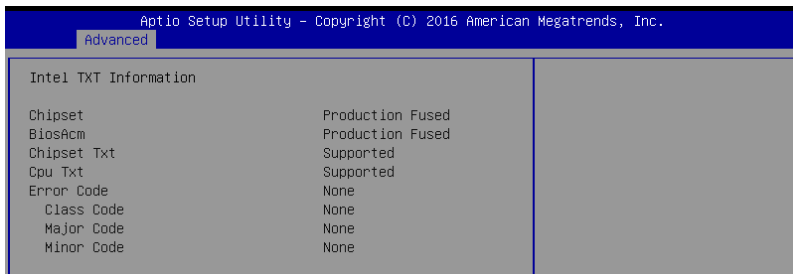 Aptio Setup Utility – Copyright (C) 2016 American Megatrends, Inc.
Advanced
Intel TXT Information
Chipset Production Fused
BiosAcm Production Fused
Chipset Txt Supported
Cpu Txt Supported
Error Code None
Class Code None
Major Code None
Minor Code None